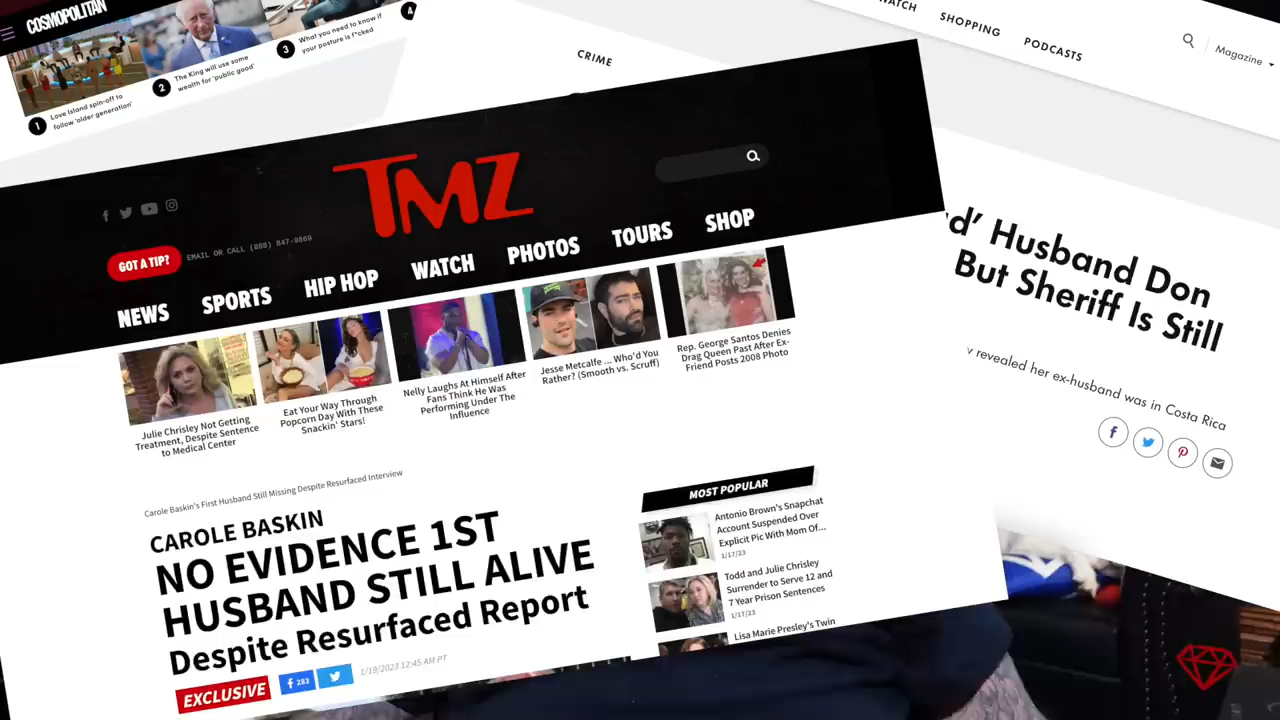 COSMOPOLITAN
1
Love Island spin-off to
follow 'older generation'
2
The King will use some
wealth for 'public good'
3
What you need to know if
your posture is f*cked
4
CRIME
WATCH
SHOPPING
PODCASTS
Magazine
TMZ
GOT A TIP?
EMAIL OR CALL (888) 847-9869
NEWS
SPORTS
HIP HOP
WATCH
PHOTOS
TOURS
SHOP
Julie Chrisley Not Getting
Treatment, Despite Sentence
to Medical Center
Eat Your Way Through
Popcorn Day With These
Snackin' Stars!
Nelly Laughs At Himself After
Fans Think He Was
Performing Under The
Influence
Jesse Metcalfe ... Who'd You
Rather? (Smooth vs. Scruff)
Rep. George Santos Denies
Drag Queen Past After Ex-
Friend Posts 2008 Photo
d' Husband Don
But Sheriff Is Still
revealed her ex-husband was in Costa Rica
Carole Baskin's First Husband Still Missing Despite Resurfaced Interview
CAROLE BASKIN
NO EVIDENCE 1ST
HUSBAND STILL ALIVE
Despite Resurfaced Report
EXCLUSIVE
f 283
1/19/2023 12:45 AM PT
MOST POPULAR
Antonio Brown's Snapchat
Account Suspended Over
Explicit Pic With Mom Of...
1/17/23
Todd and Julie Chrisley
Surrender to Serve 12 and
7 Year Prison Sentences
1/17/23
Lisa Marie Presley's Twin